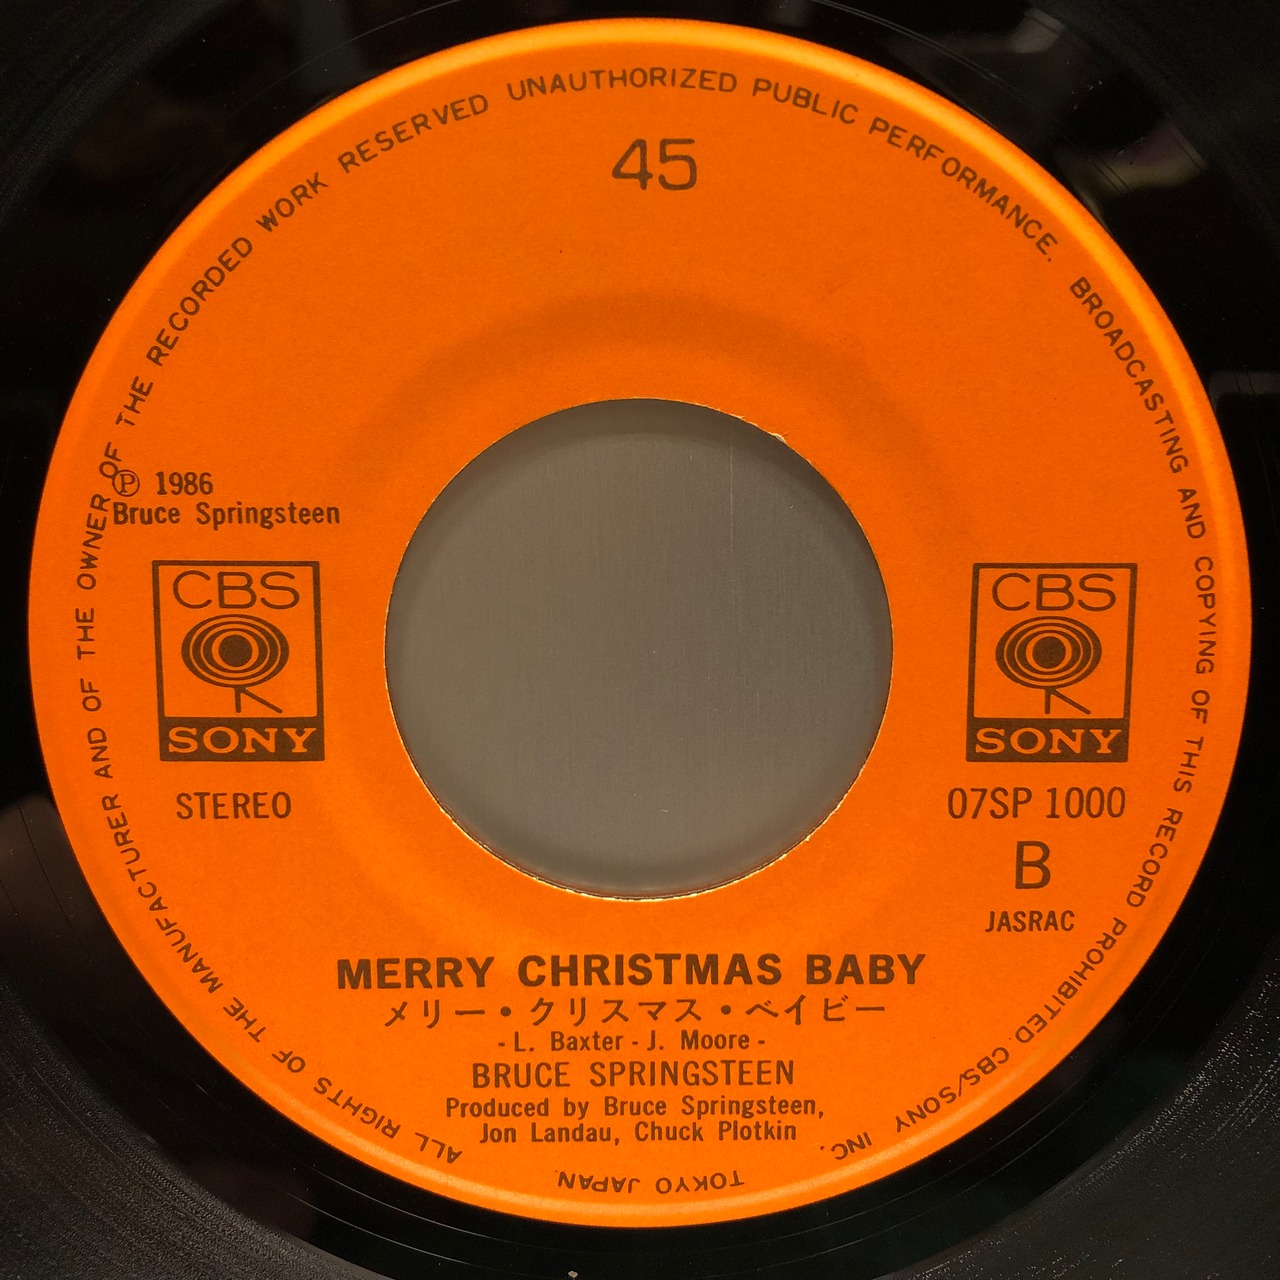 ALL RIGHTS OF THE MANUFACTURER AND OF THE OWNER OF THE RECORDED WORK RESERVED UNAUTHORIZED PUBLIC PERFORMANCE. BROADCASTING AND COPYING OF THIS RECORD PROHIBITED. CBS/SONY INC.
TOKYO JAPAN.
45
℗ 1986
Bruce Springsteen
CBS
SONY
STEREO
CBS
SONY
07SP 1000
B
JASRAC
MERRY CHRISTMAS BABY
メリー・クリスマス・ベイビー
- L. Baxter - J. Moore -
BRUCE SPRINGSTEEN
Produced by Bruce Springsteen,
Jon Landau, Chuck Plotkin